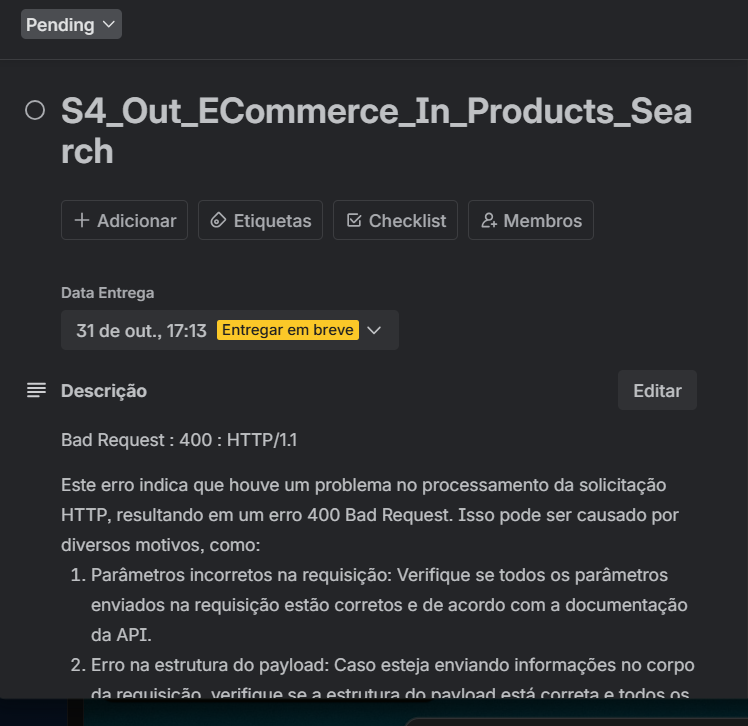 Pending
S4_Out_ECommerce_In_Products_Sea
rch
Adicionar Etiquetas Checklist Membros
Data Entrega
31 de out., 17:13 Entregar em breve
Descrição Editar
Bad Request : 400 : HTTP/1.1
Este erro indica que houve um problema no processamento da solicitação
HTTP, resultando em um erro 400 Bad Request. Isso pode ser causado por
diversos motivos, como:
1. Parâmetros incorretos na requisição: Verifique se todos os parâmetros
enviados na requisição estão corretos e de acordo com a documentação
da API.
2. Erro na estrutura do payload: Caso esteja enviando informações no corpo
da requisição, verifique se a estrutura do payload está correta e todos os